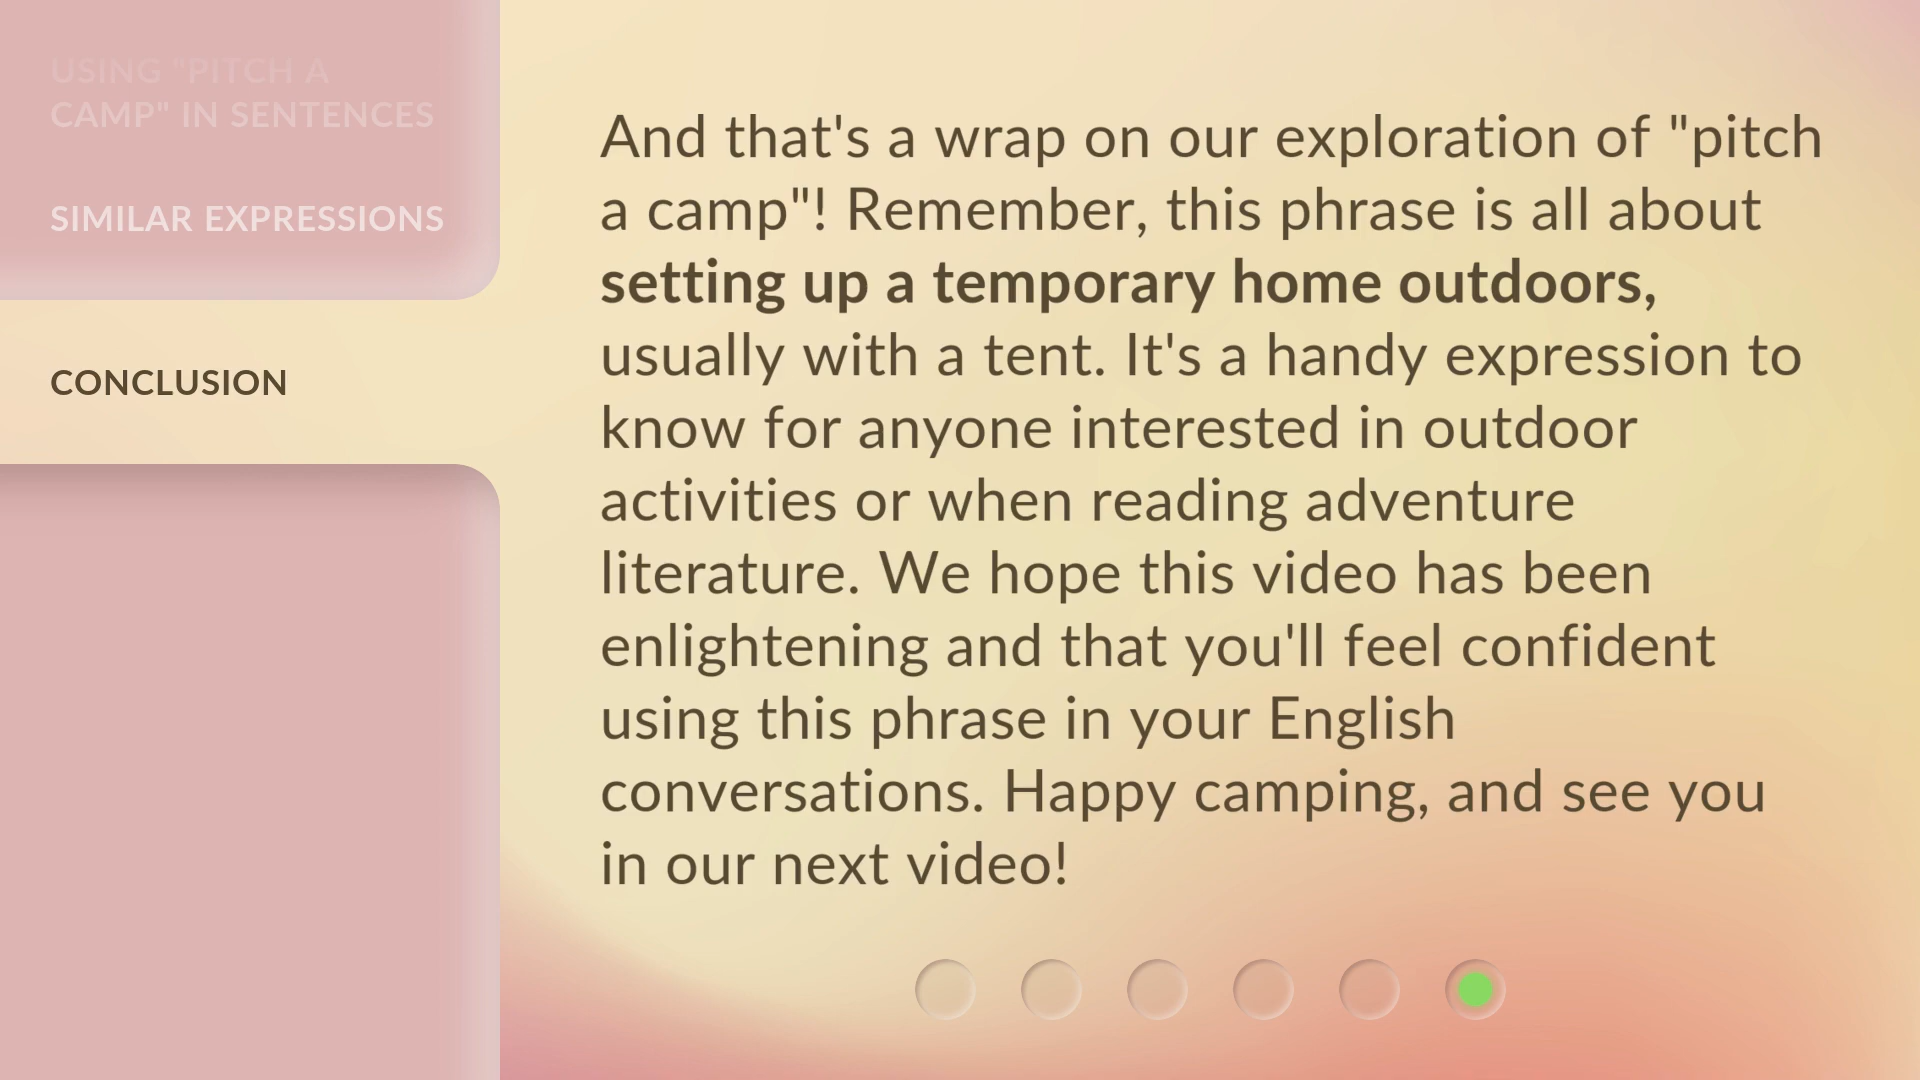 USING "PITCH A
CAMP" IN SENTENCES
SIMILAR EXPRESSIONS
CONCLUSION
And that's a wrap on our exploration of "pitch
a camp"! Remember, this phrase is all about
setting up a temporary home outdoors,
usually with a tent. It's a handy expression to
know for anyone interested in outdoor
activities or when reading adventure
literature. We hope this video has been
enlightening and that you'll feel confident
using this phrase in your English
conversations. Happy camping, and see you
in our next video!